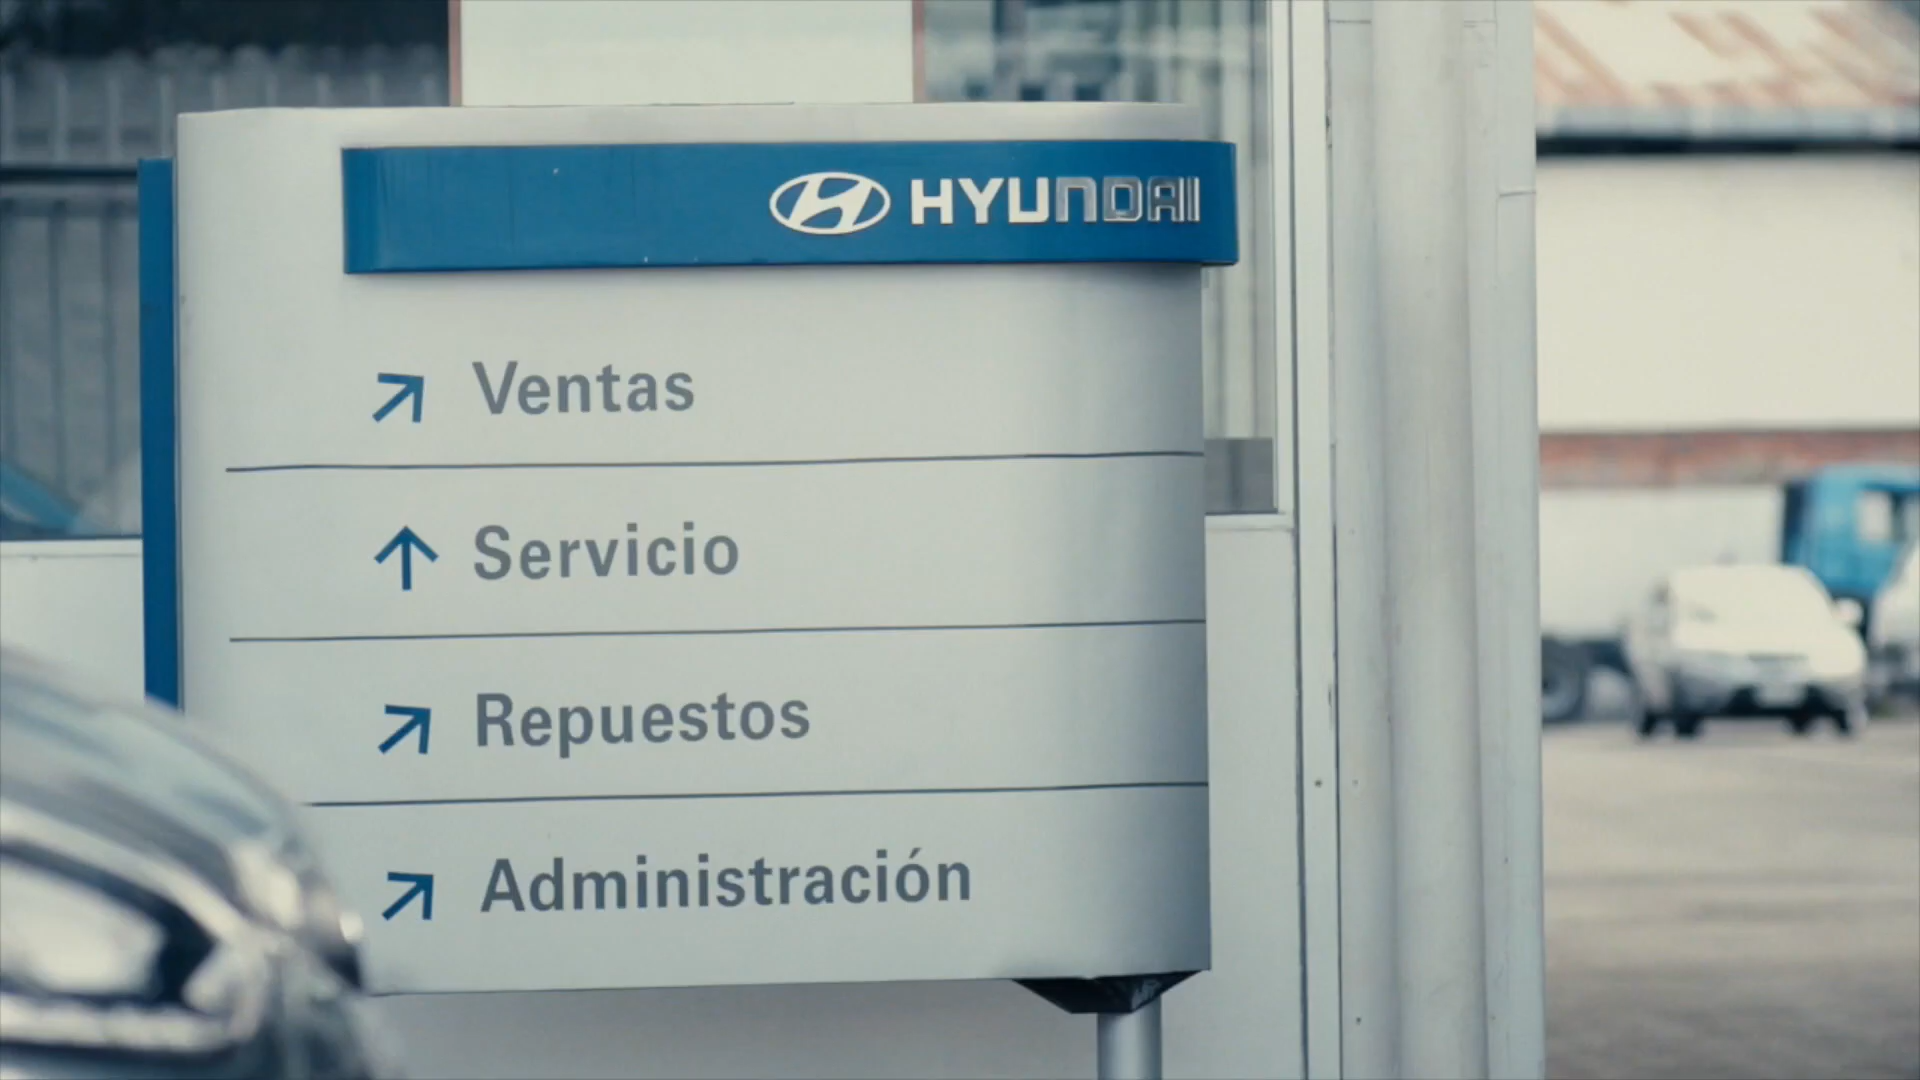 HYUNDAI
Ventas
Servicio
Repuestos
Administración